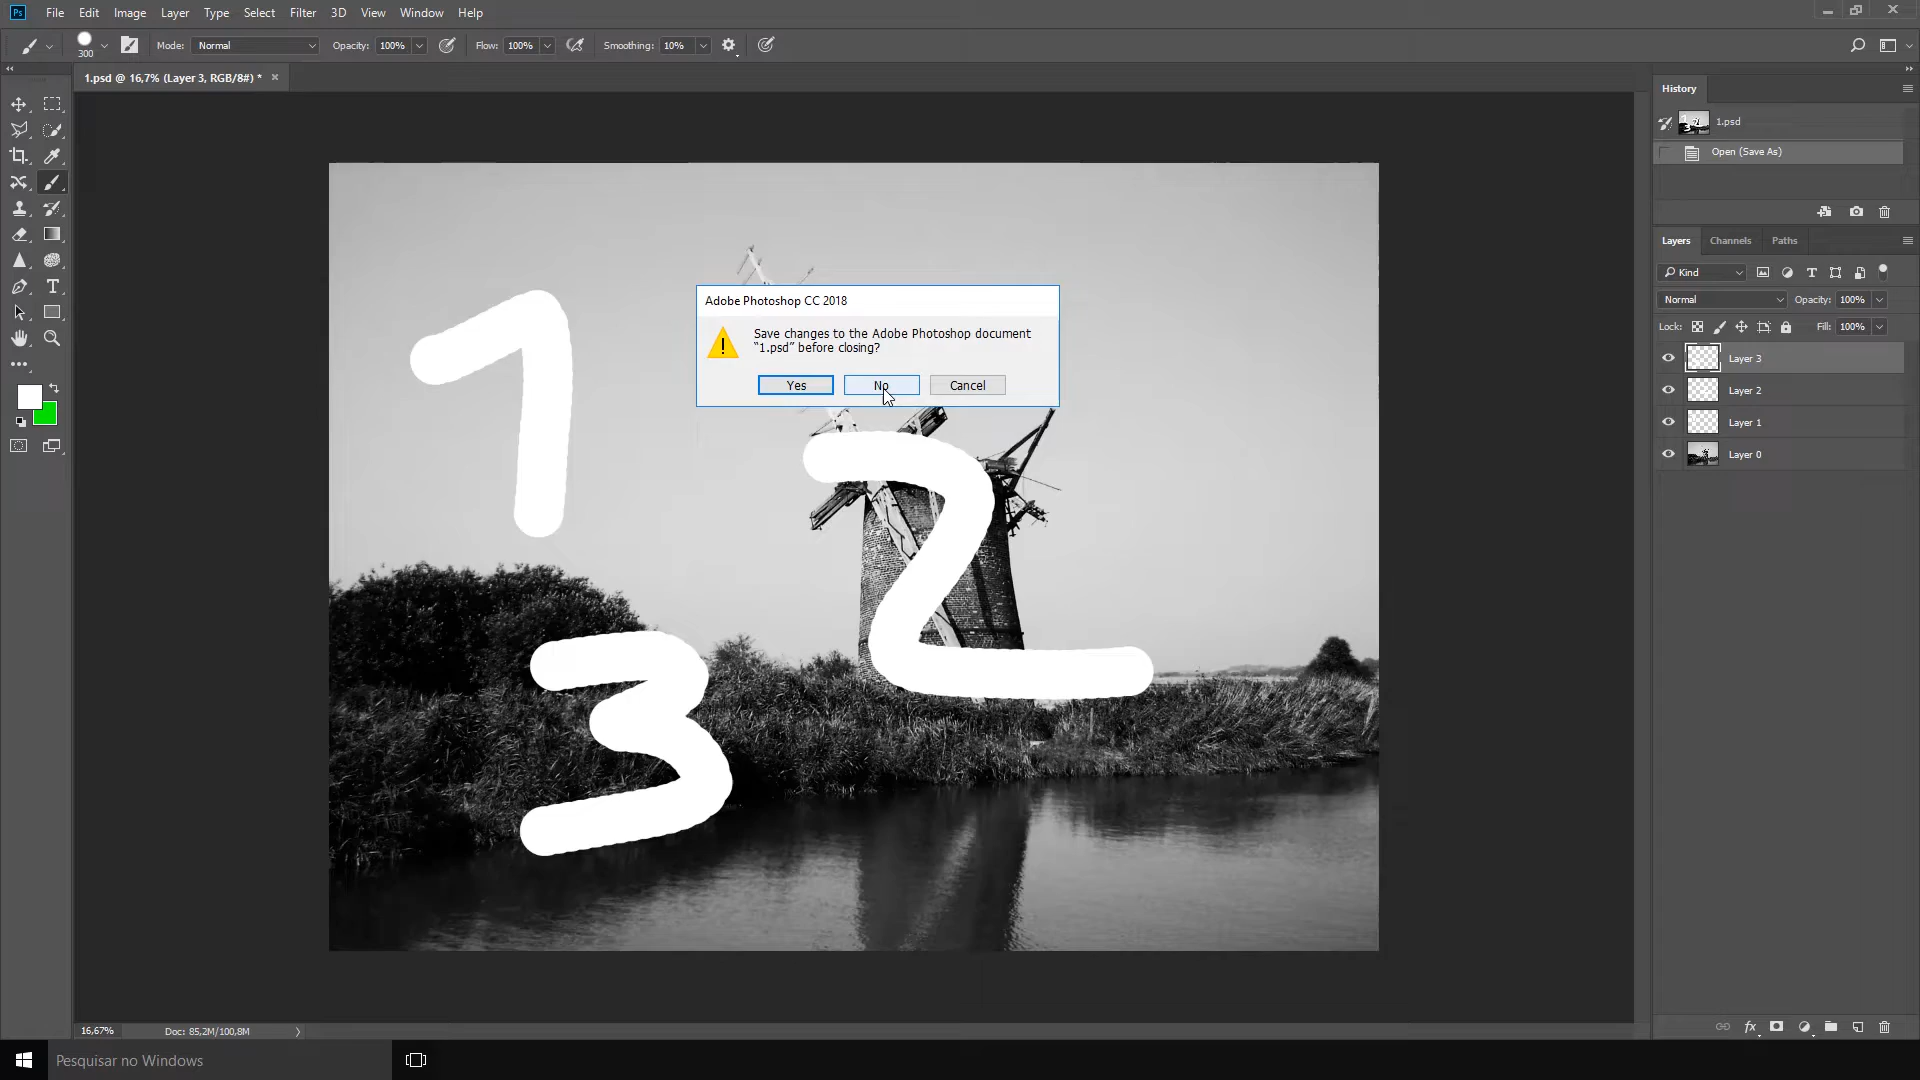 Ps File Edit Image Layer Type Select Filter 3D View Window Help
300 Mode: Normal Opacity: 100% Flow: 100% Smoothing: 10%
1.psd @ 16,7% (Layer 3, RGB/8#) *
History
1.psd
Open (Save As)
Layers Channels Paths
Kind
Normal Opacity: 100%
Lock: Fill: 100%
Layer 3
Layer 2
Layer 1
Layer 0
Adobe Photoshop CC 2018
Save changes to the Adobe Photoshop document
“1.psd” before closing?
Yes No Cancel
1
2
3
16,67% Doc: 85,2M/100,8M
Pesquisar no Windows